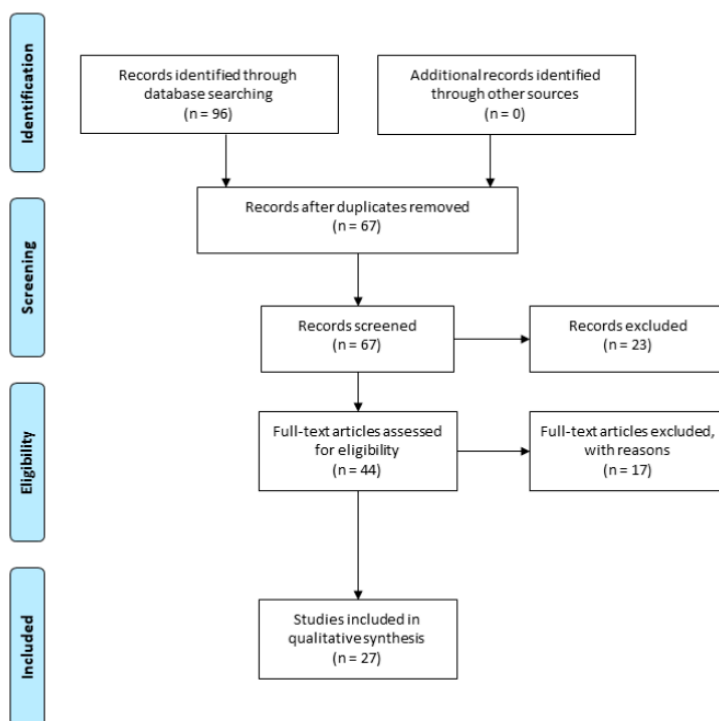 Identification
Records identified through
database searching
(n = 96)
Additional records identified
through other sources
(n = 0)
Screening
Records after duplicates removed
(n = 67)
Records screened
(n = 67)
Records excluded
(n = 23)
Eligibility
Full-text articles assessed
for eligibility
(n = 44)
Full-text articles excluded,
with reasons
(n = 17)
Included
Studies included in
qualitative synthesis
(n = 27)